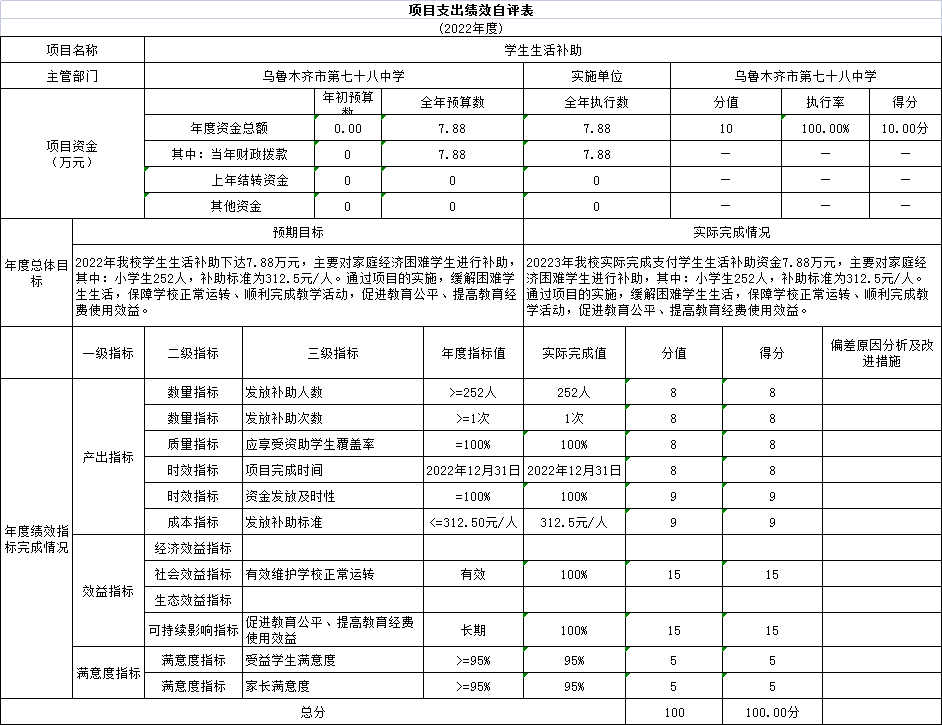 项目支出绩效自评表
(2022年度)
项目名称 学生生活补助
主管部门 乌鲁木齐市第七十八中学 实施单位 乌鲁木齐市第七十八中学
项目资金
（万元）
年初预算数 全年预算数 全年执行数 分值 执行率 得分
年度资金总额 0.00 7.88 7.88 10 100.00% 10.00分
其中：当年财政拨款 0 7.88 7.88 — — —
上年结转资金 0 0 0 — — —
其他资金 0 0 0 — — —
年度总体目
标
预期目标 实际完成情况
2022年我校学生生活补助下达7.88万元，主要对家庭经济困难学生进行补助，
其中：小学生252人，补助标准为312.5元/人。通过项目的实施，缓解困难学
生生活，保障学校正常运转、顺利完成教学活动，促进教育公平、提高教育经
费使用效益。
20223年我校实际完成支付学生生活补助资金7.88万元，主要对家庭经
济困难学生进行补助，其中：小学生252人，补助标准为312.5元/人。
通过项目的实施，缓解困难学生生活，保障学校正常运转、顺利完成教
学活动，促进教育公平、提高教育经费使用效益。
一级指标 二级指标 三级指标 年度指标值 实际完成值 分值 得分 偏差原因分析及改
进措施
年度绩效指
标完成情况
产出指标
数量指标 发放补助人数 >=252人 252人 8 8
数量指标 发放补助次数 >=1次 1次 8 8
质量指标 应享受资助学生覆盖率 =100% 100% 8 8
时效指标 项目完成时间 2022年12月31日 2022年12月31日 8 8
时效指标 资金发放及时性 =100% 100% 9 9
成本指标 发放补助标准 <=312.50元/人 312.5元/人 9 9
效益指标
经济效益指标
社会效益指标 有效维护学校正常运转 有效 100% 15 15
生态效益指标
可持续影响指标 促进教育公平、提高教育经费
使用效益 长期 100% 15 15
满意度指标
满意度指标 受益学生满意度 >=95% 95% 5 5
满意度指标 家长满意度 >=95% 95% 5 5
总分 100 100.00分